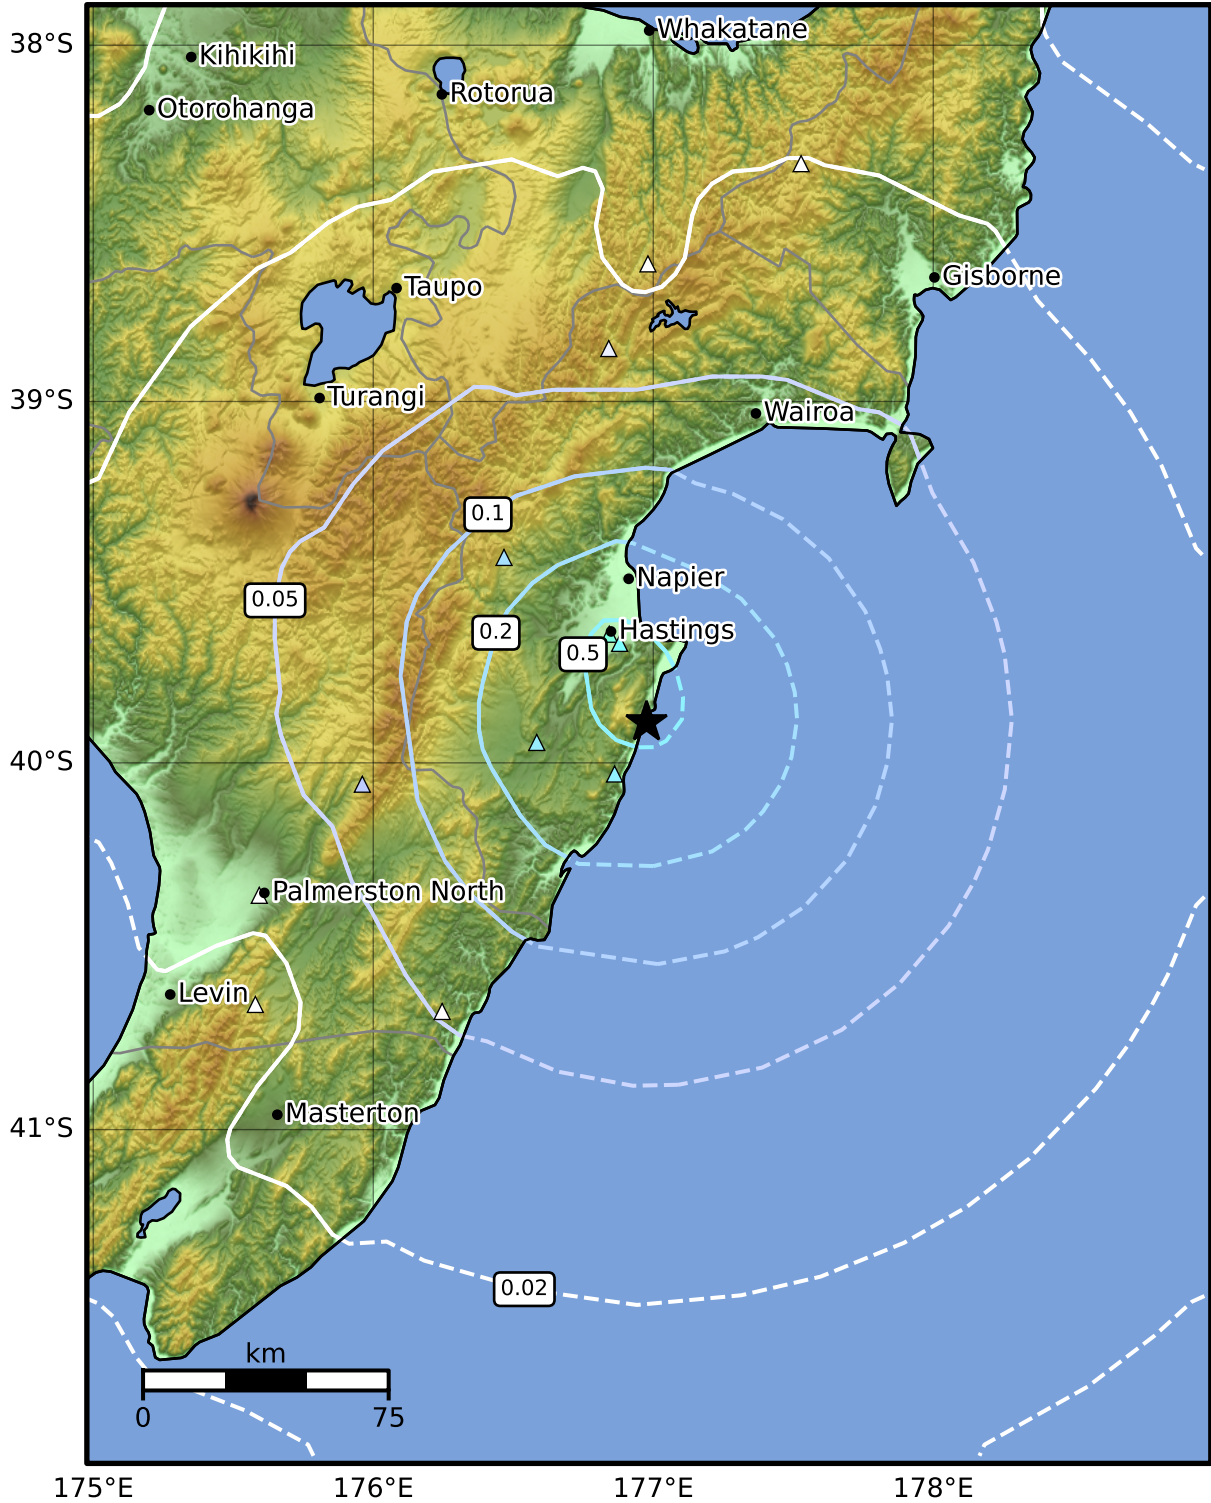 Whakatane
38°S
Kihikihi
Rotorua
Otorohanga
Gisborne
Taupo
39°S
Turangi
Wairoa
0.1
Napier
0.05
0.2
Hastings
0.5
40°S
Palmerston North
Levin
Masterton
41°S
0.02
km
0
75
175°E
176°E
177°E
178°E